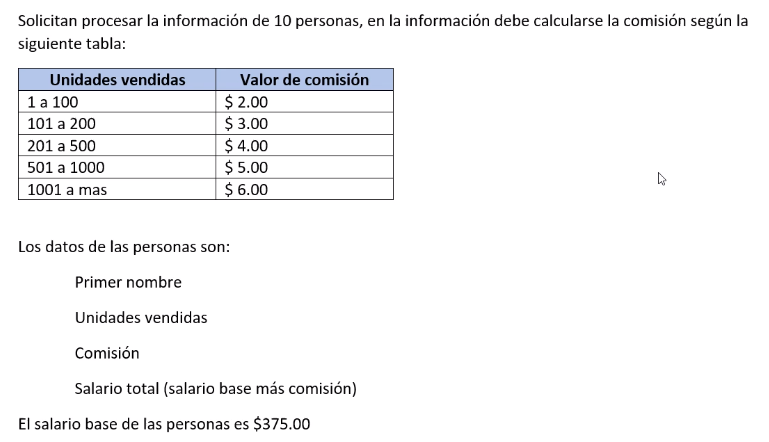 Solicitan procesar la información de 10 personas, en la información debe calcularse la comisión según la
siguiente tabla:
Unidades vendidas Valor de comisión
1 a 100 $ 2.00
101 a 200 $ 3.00
201 a 500 $ 4.00
501 a 1000 $ 5.00
1001 a mas $ 6.00
Los datos de las personas son:
Primer nombre
Unidades vendidas
Comisión
Salario total (salario base más comisión)
El salario base de las personas es $375.00